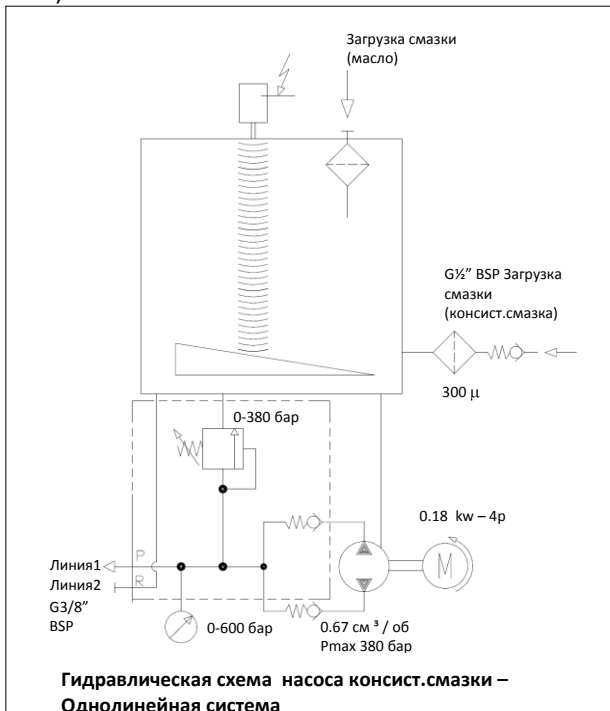 Загрузка смазки
(масло)
G½” BSP Загрузка
смазки
(консист.смазка)
300 μ
0-380 бар
0.18 kw – 4p
M
P
Линия1
Линия2
R
G3/8”
BSP
0-600 бар
0.67 см ³ / об
Pmax 380 бар
Гидравлическая схема насоса консист.смазки –
Однолинейная система